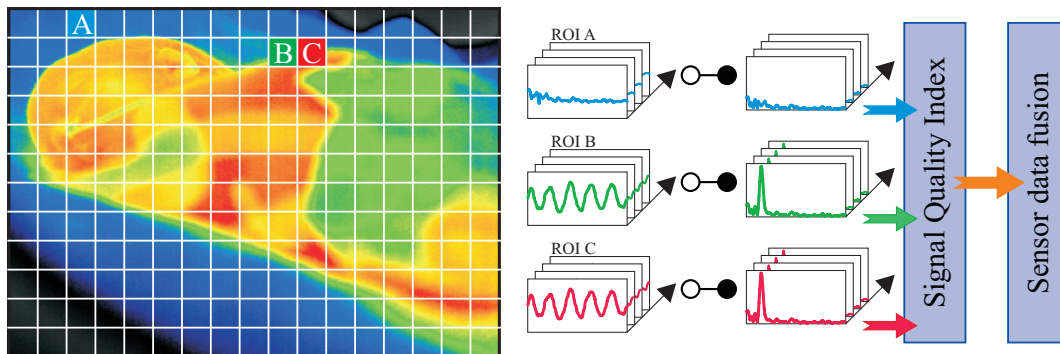 A
B
C
ROI A
ROI B
ROI C
Signal Quality Index
Sensor data fusion